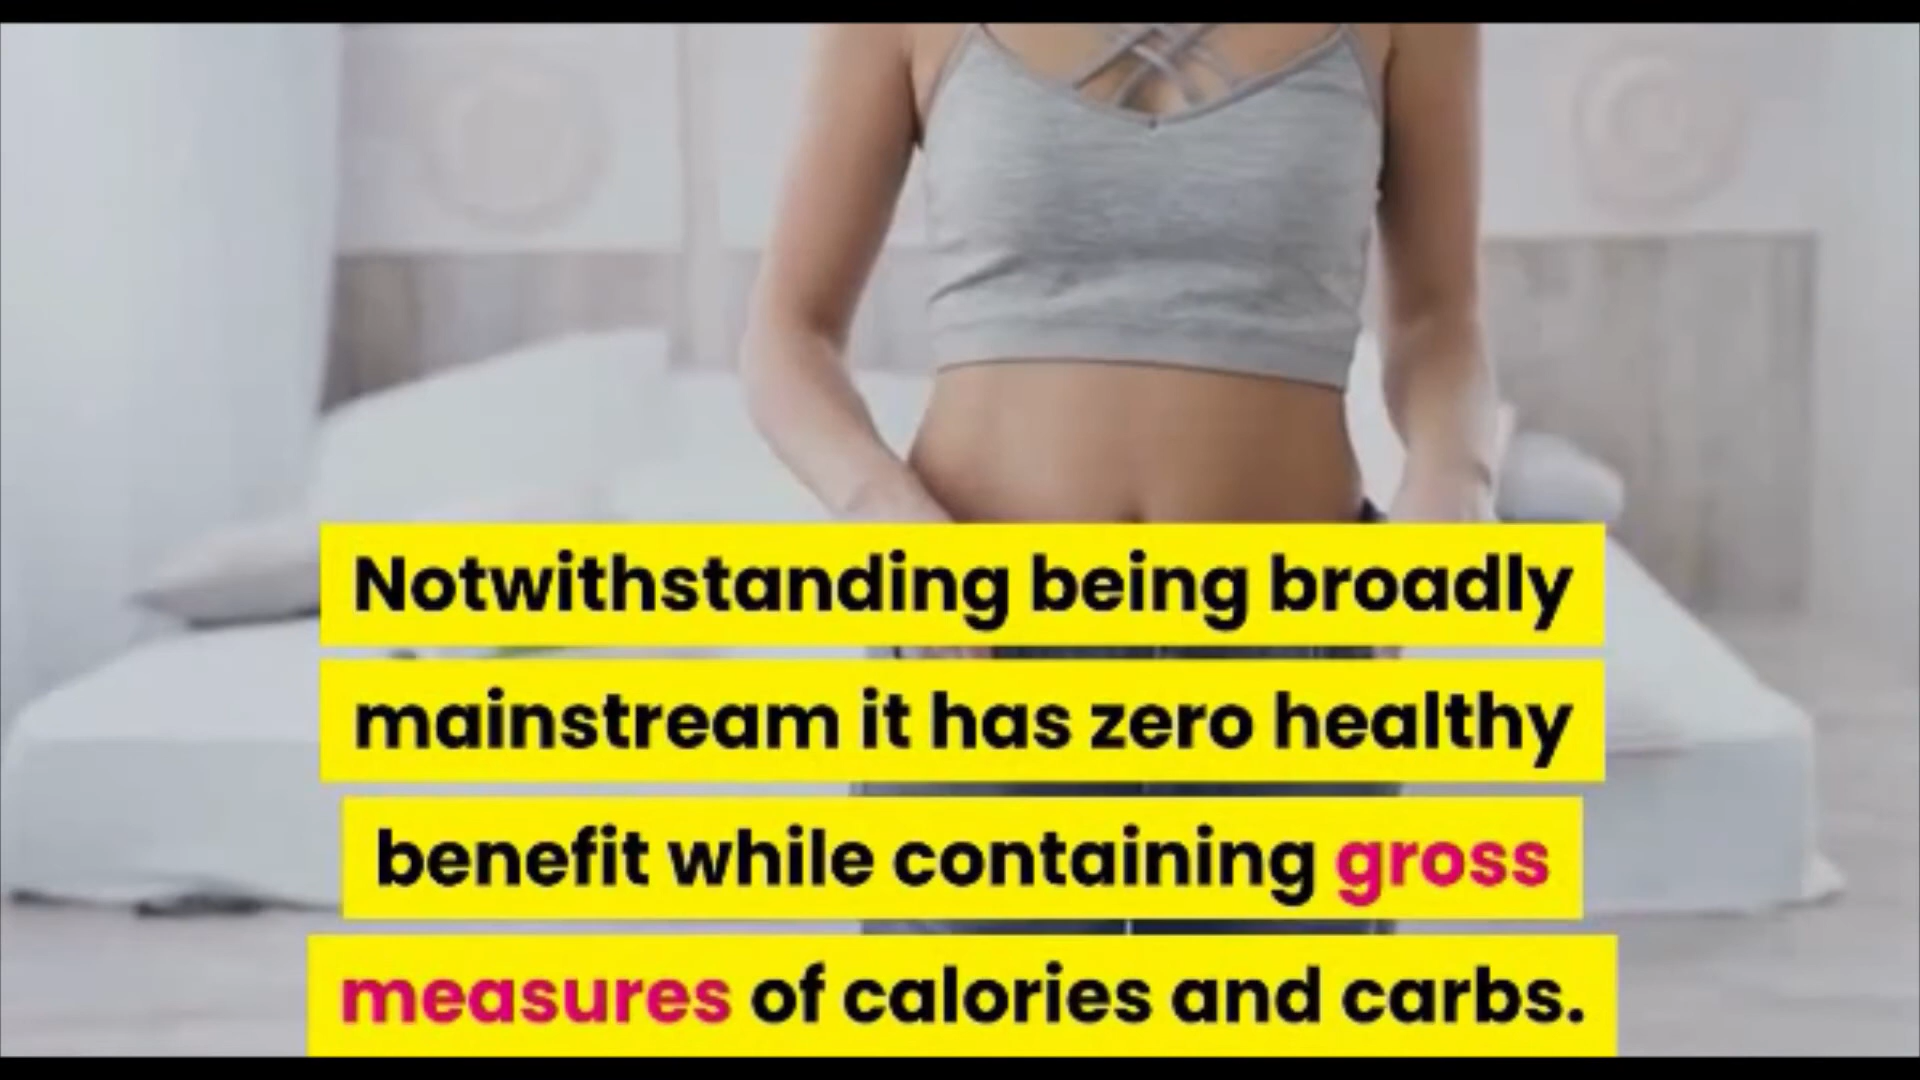 Notwithstanding being broadly
mainstream it has zero healthy
benefit while containing gross
measures of calories and carbs.